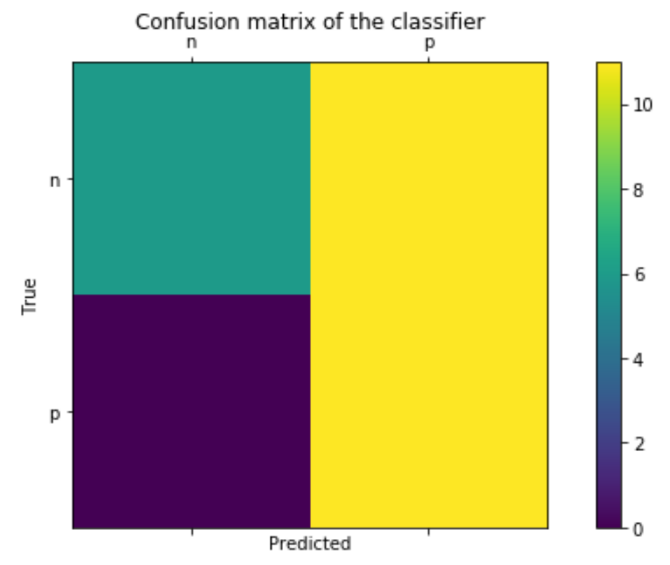 Confusion matrix of the classifier
n p
n
p
True
Predicted
10
8
6
4
2
0